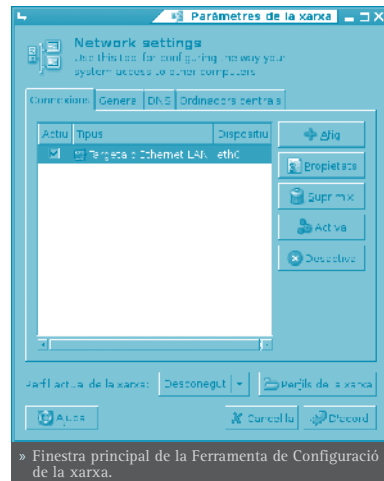 Paràmetres de la xarxa
Network settings
Use this tool for configuring the way your
system access to other computers
Connexions General DNS Ordinadors centrals
Actiu Tipus Dispositiu
Targeta d'Ethernet LAN eth0
Afig
Propietats
Suprimix
Activa
Desactiva
Perfil actual de la xarxa: Desconegut Perfils de la xarxa
Ajuda Cancel·la D'acord
» Finestra principal de la Ferramenta de Configuració
de la xarxa.